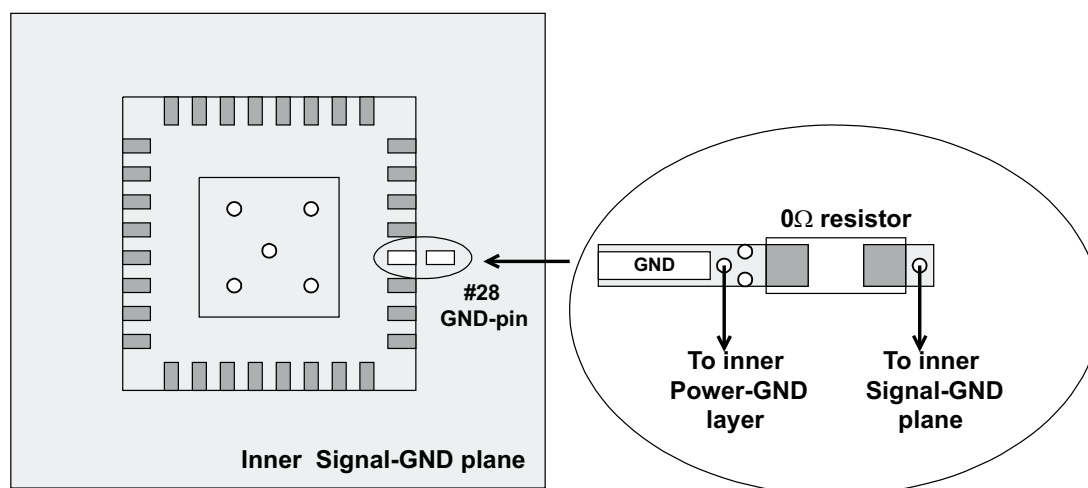 0Ω resistor
GND
#28
GND-pin
To inner
Power-GND
layer
To inner
Signal-GND
plane
Inner Signal-GND plane